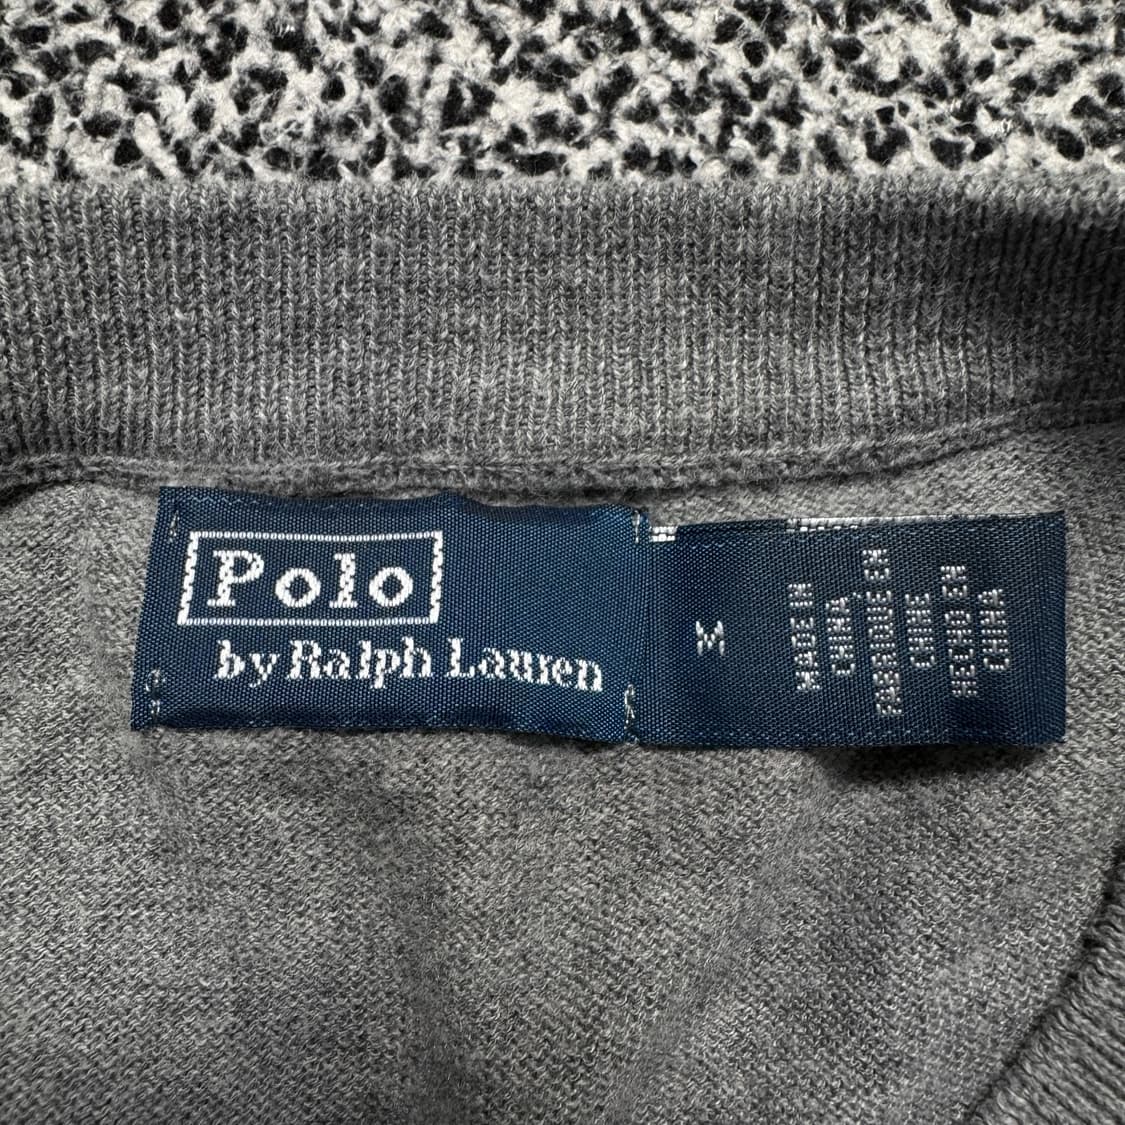 Polo
by Ralph Lauren
M
MADE IN
CHINA
FABRIQUE EN
CHINE
HECHO EN
CHINA